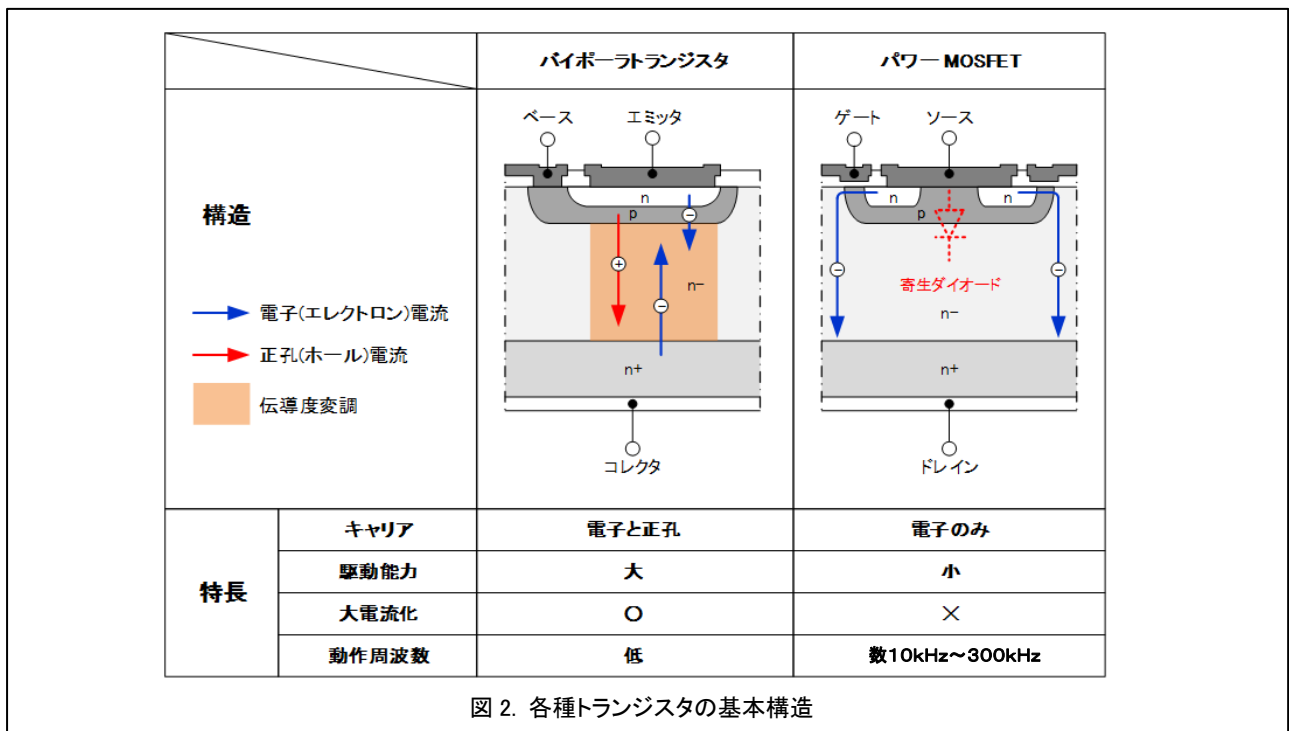 バイポーラトランジスタ
パワーMOSFET
構造
電子(エレクトロン)電流
正孔(ホール)電流
伝導度変調
ベース
エミッタ
n
p
−
+
n−
−
n+
コレクタ
ゲート
ソース
n
n
p
−
−
寄生ダイオード
n−
n+
ドレイン
特長
キャリア
電子と正孔
電子のみ
駆動能力
大
小
大電流化
○
×
動作周波数
低
数10kHz～300kHz
図 2. 各種トランジスタの基本構造